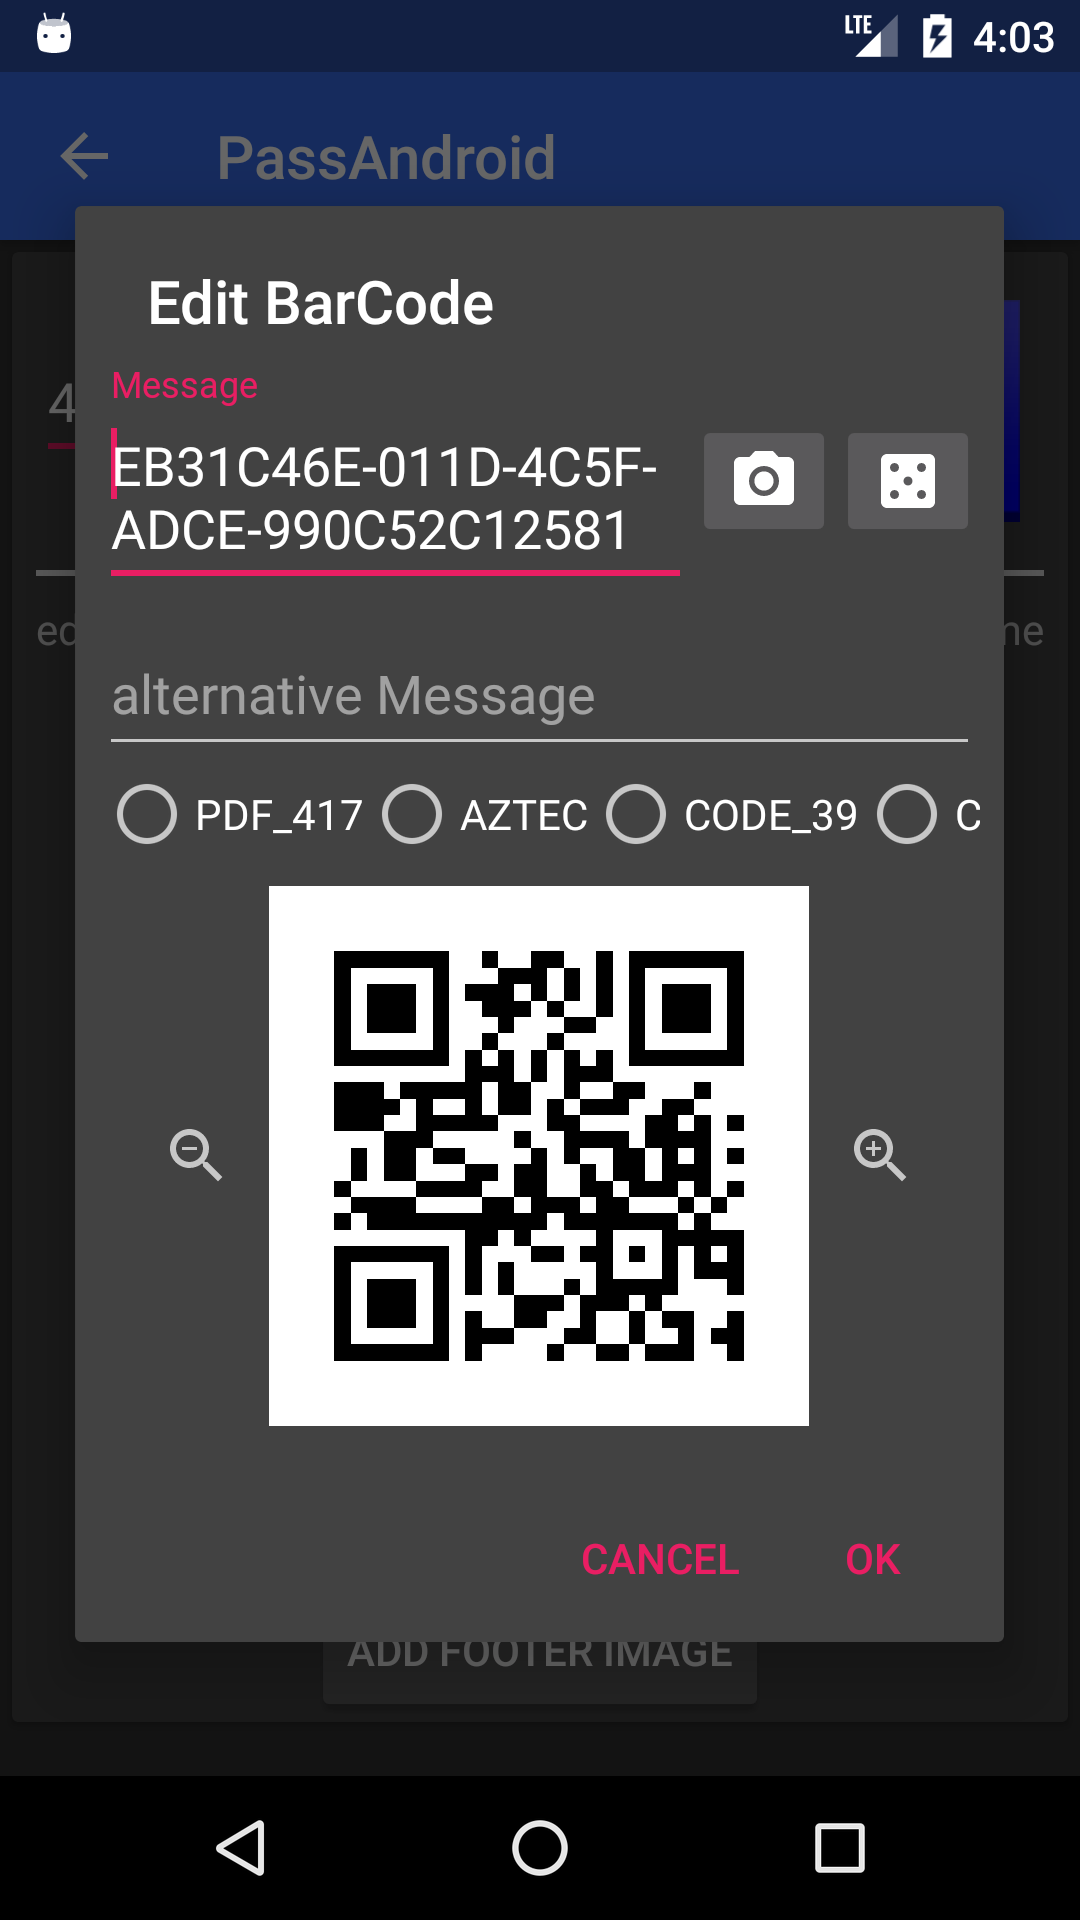 LTE 4:03
PassAndroid
Edit BarCode
Message
4
EB31C46E-011D-4C5F-
ADCE-990C52C12581
alternative Message
PDF_417 AZTEC CODE_39 C
CANCEL OK
ADD FOOTER IMAGE